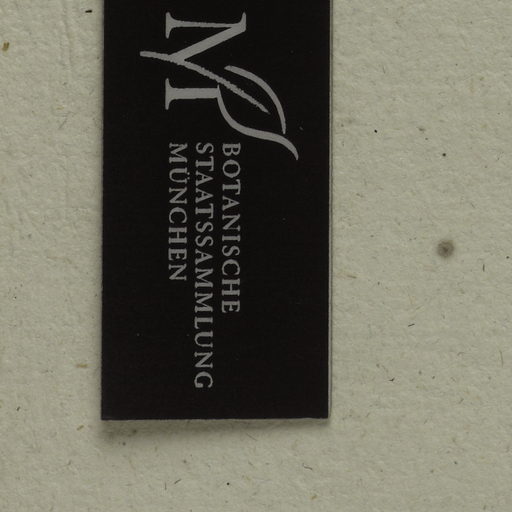 M
BOTANISCHE
STAATSSAMMLUNG
MÜNCHEN